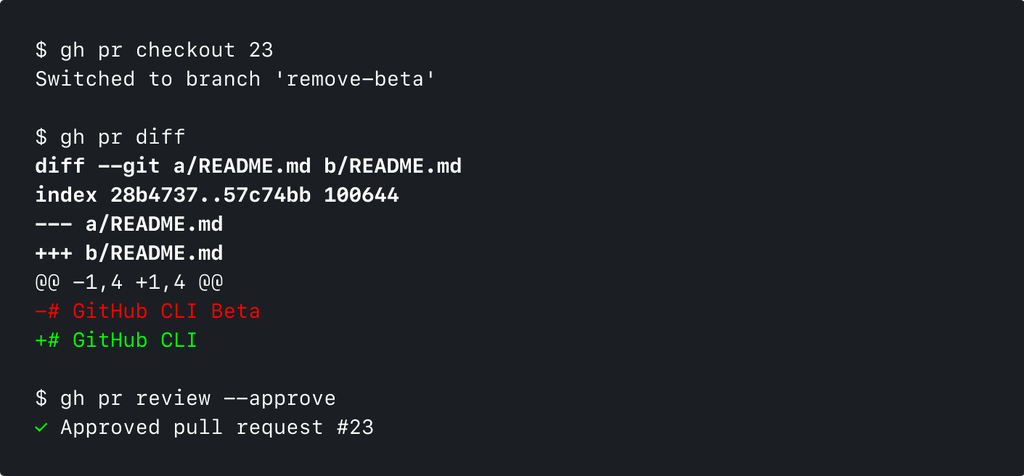 $ gh pr checkout 23
Switched to branch 'remove-beta'
$ gh pr diff
diff --git a/README.md b/README.md
index 28b4737..57c74bb 100644
--- a/README.md
+++ b/README.md
@@ -1,4 +1,4 @@
-# GitHub CLI Beta
+# GitHub CLI
$ gh pr review --approve
✓ Approved pull request #23